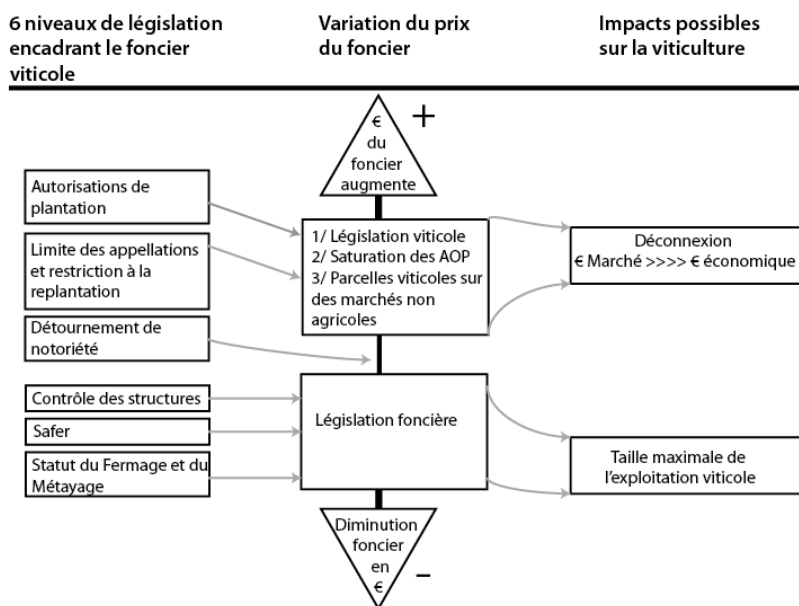 6 niveaux de législation
encadrant le foncier
viticole
Variation du prix
du foncier
Impacts possibles
sur la viticulture
+
€
du
foncier
augmente
Autorisations de
plantation
Limite des appellations
et restriction à la
replantation
Détournement de
notoriété
1/ Législation viticole
2/ Saturation des AOP
3/ Parcelles viticoles sur
des marchés non
agricoles
Déconnexion
€ Marché >>>> € économique
Contrôle des structures
Safer
Statut du Fermage et du
Métayage
Législation foncière
Taille maximale de
l'exploitation viticole
Diminution
foncier
en
€
–